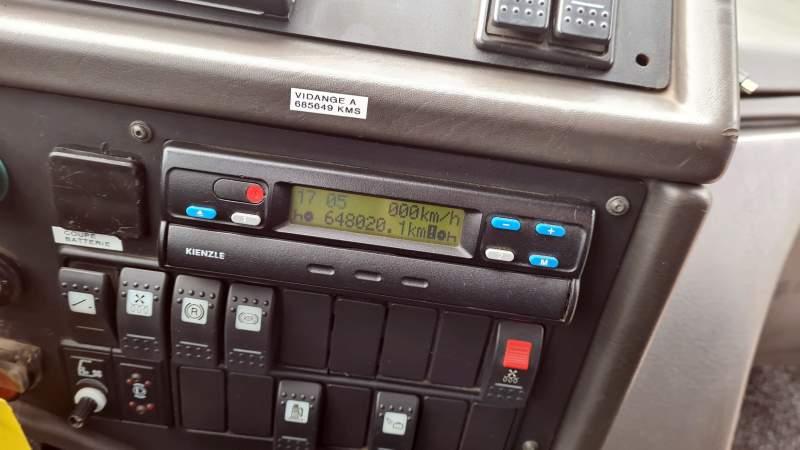 VIDANGE A
685649 KMS
17 05 000km/h
h 648020.1km h
KIENZLE
M
COUPE
BATTERIE
- +
(R)